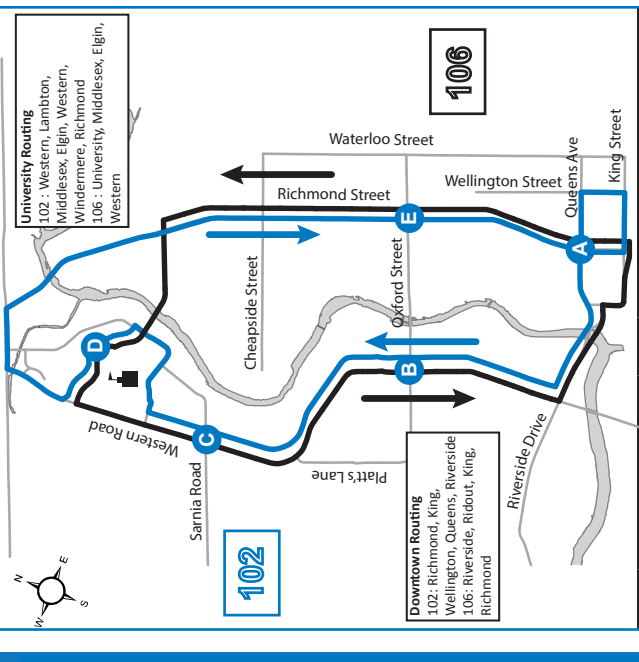 University Routing
102 : Western, Lambton,
Middlesex, Elgin, Western,
Windermere, Richmond
106 : University, Middlesex, Elgin,
Western
106
Waterloo Street
Richmond Street
Wellington Street
Queens Ave
King Street
Cheapside Street
Oxford Street
E
A
D
B
C
Western Road
Sarnia Road
Platt's Lane
Riverside Drive
102
Downtown Routing
102: Richmond, King,
Wellington, Queens, Riverside
106: Riverside, Ridout, King,
Richmond
N
E
S
W